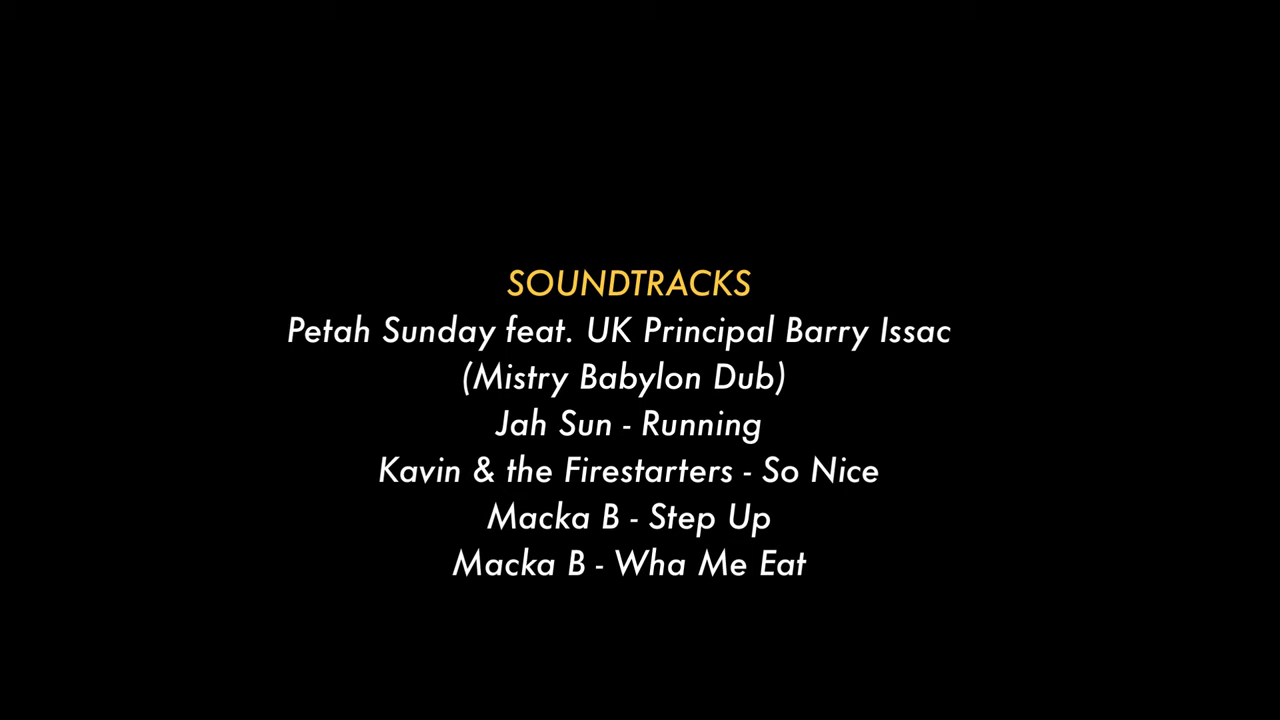 SOUNDTRACKS
Petah Sunday feat. UK Principal Barry Issac
(Mistry Babylon Dub)
Jah Sun - Running
Kavin & the Firestarters - So Nice
Macka B - Step Up
Macka B - Wha Me Eat